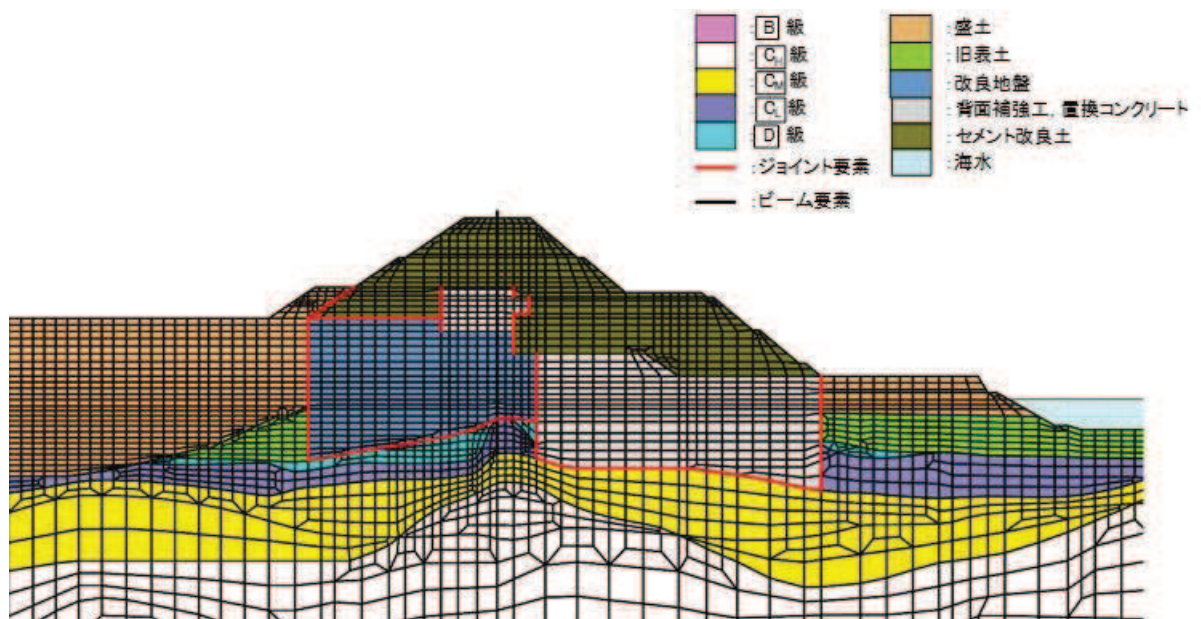 : B 級
: CH 級
: CM 級
: CL 級
: D 級
: ジョイント要素
: ビーム要素
: 盛土
: 旧表土
: 改良地盤
: 背面補強工, 置換コンクリート
: セメント改良土
: 海水